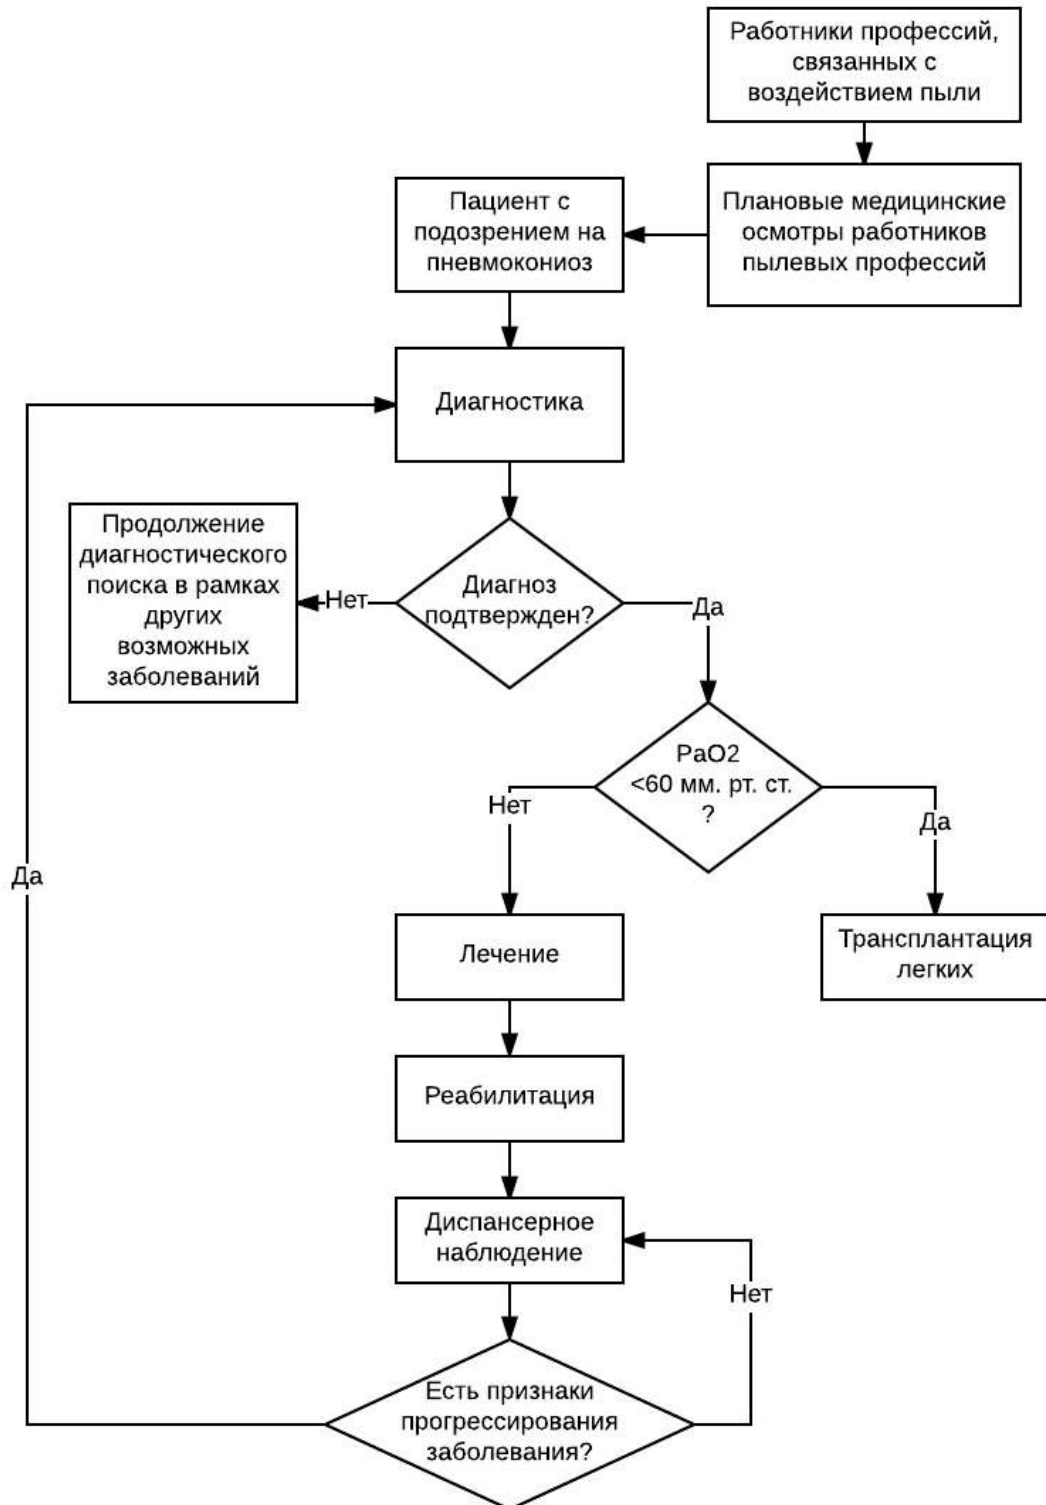 Работники профессий,
связанных с
воздействием пыли
Плановые медицинские
осмотры работников
пылевых профессий
Пациент с
подозрением на
пневмокониоз
Диагностика
Продолжение
диагностического
поиска в рамках
других
возможных
заболеваний
Нет
Диагноз
подтвержден?
Да
PaO2
<60 мм. рт. ст.
?
Нет
Да
Да
Лечение
Трансплантация
легких
Реабилитация
Диспансерное
наблюдение
Нет
Есть признаки
прогрессирования
заболевания?